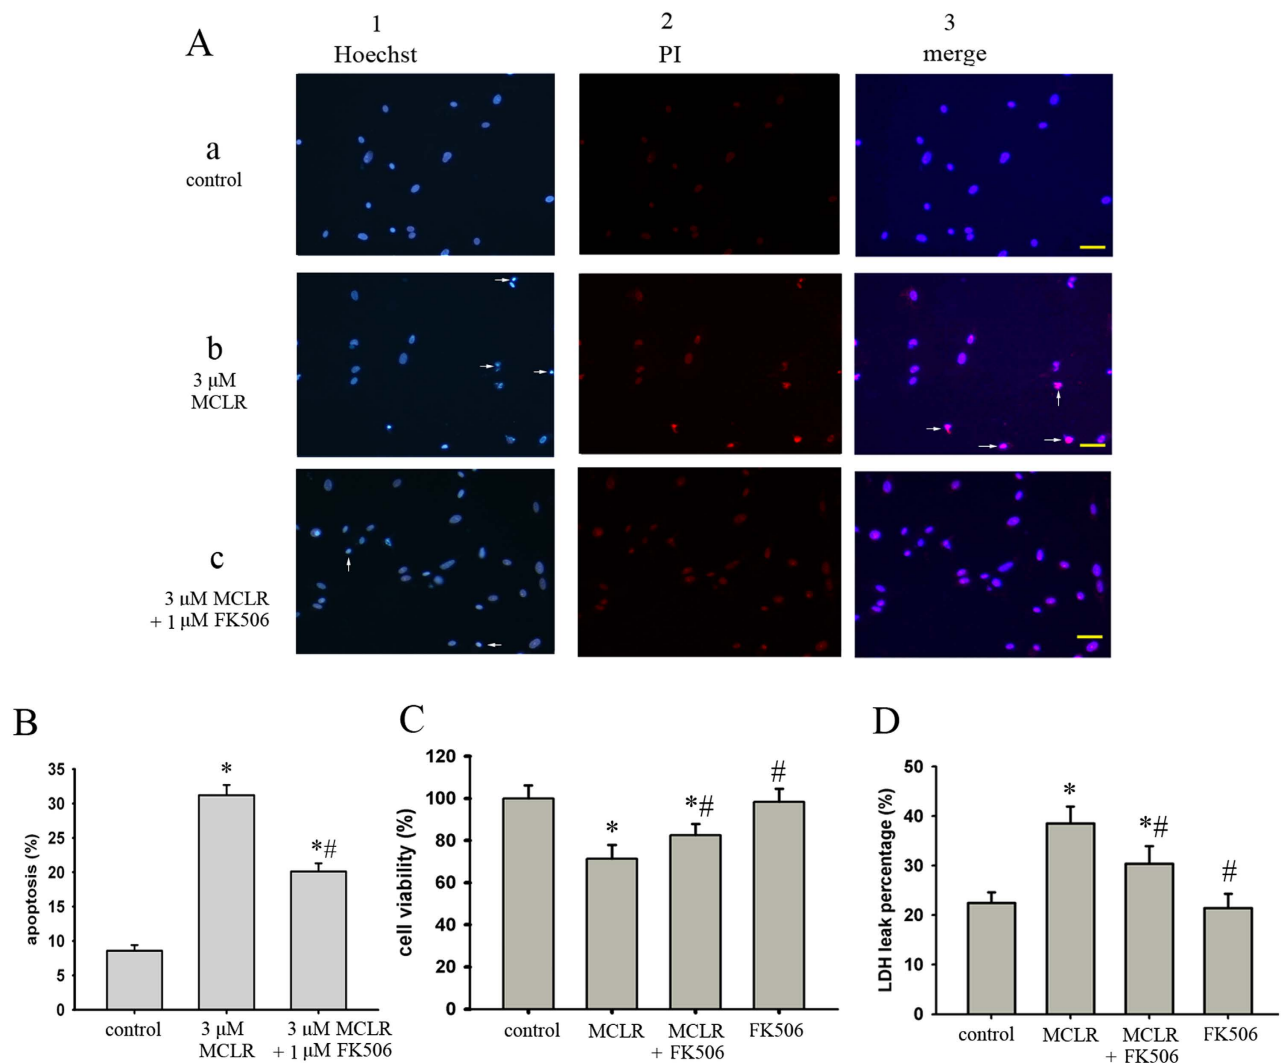 A
1
2
3
Hoechst
PI
merge
a
control
b
3 μM
MCLR
c
3 μM MCLR
+ 1 μM FK506
B
apoptosis (%)
35
30
25
20
15
10
5
0
*
*#
control
3 μM
MCLR
3 μM MCLR
+ 1 μM FK506
C
cell viability (%)
120
100
80
60
40
20
0
*
*#
#
control
MCLR
MCLR
+ FK506
FK506
D
LDH leak percentage (%)
50
40
30
20
10
0
*
*#
#
control
MCLR
MCLR
+ FK506
FK506